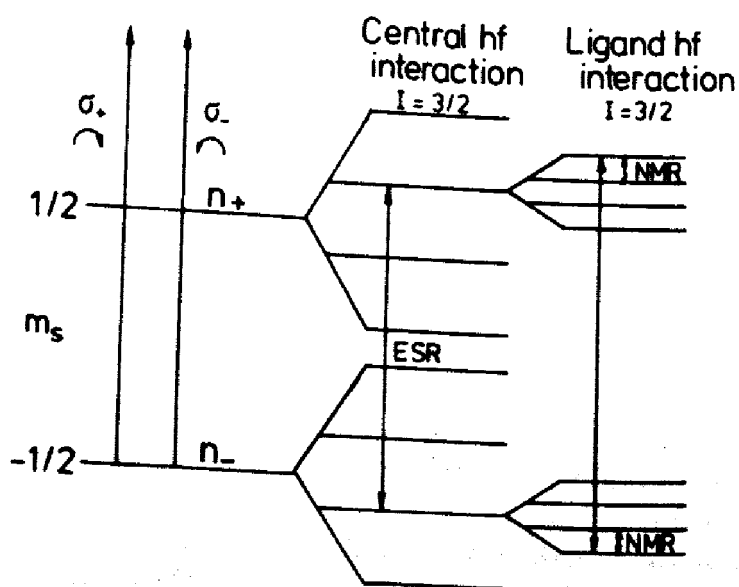 Central hf
interaction
I = 3/2
Ligand hf
interaction
I = 3/2
σ+
σ−
NMR
1/2
n+
ms
ESR
-1/2
n−
NMR